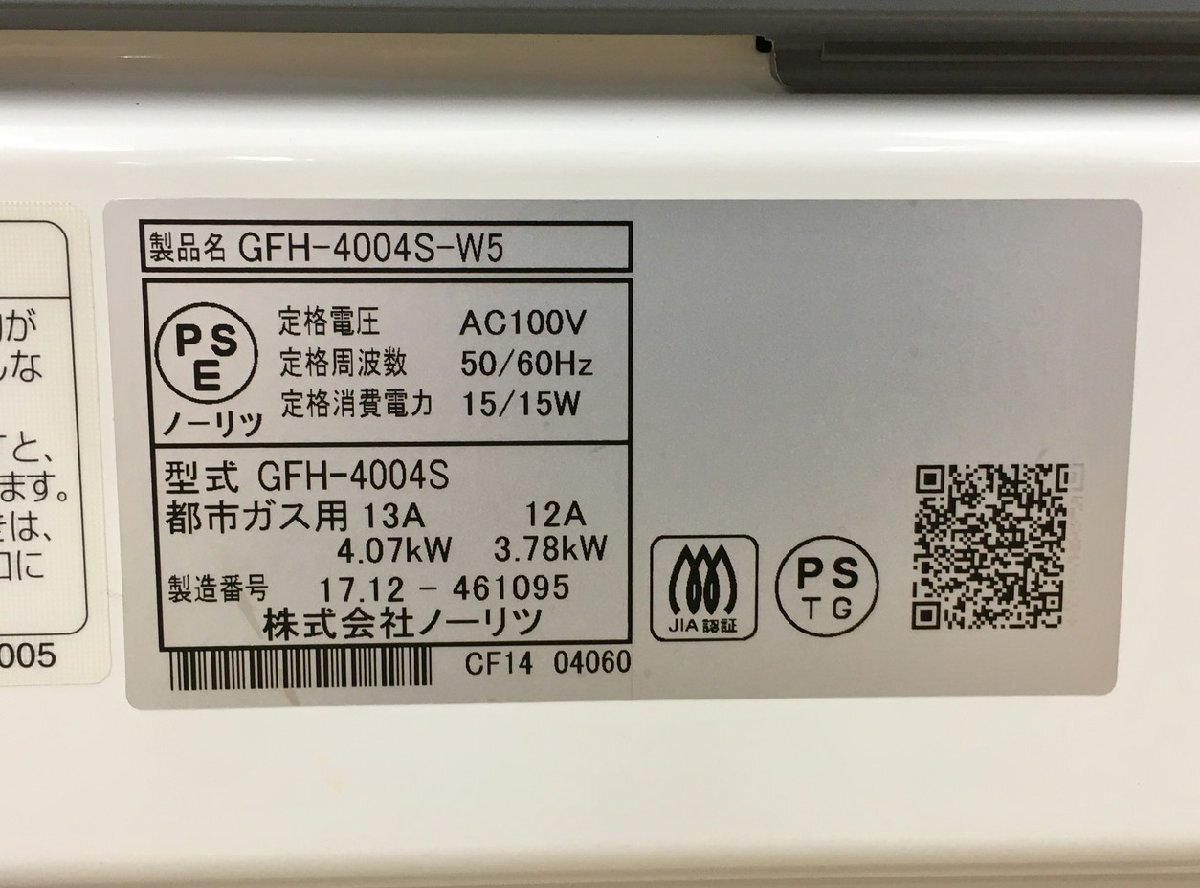 製品名 GFH-4004S-W5
PS
E
ノーリツ
定格電圧 AC100V
定格周波数 50/60Hz
定格消費電力 15/15W
型式 GFH-4004S
都市ガス用 13A 12A
4.07kW 3.78kW
製造番号 17.12 - 461095
株式会社ノーリツ
CF14 04060
JIA認証
PS
TG
が
な
と、
ます。
は、
に
005